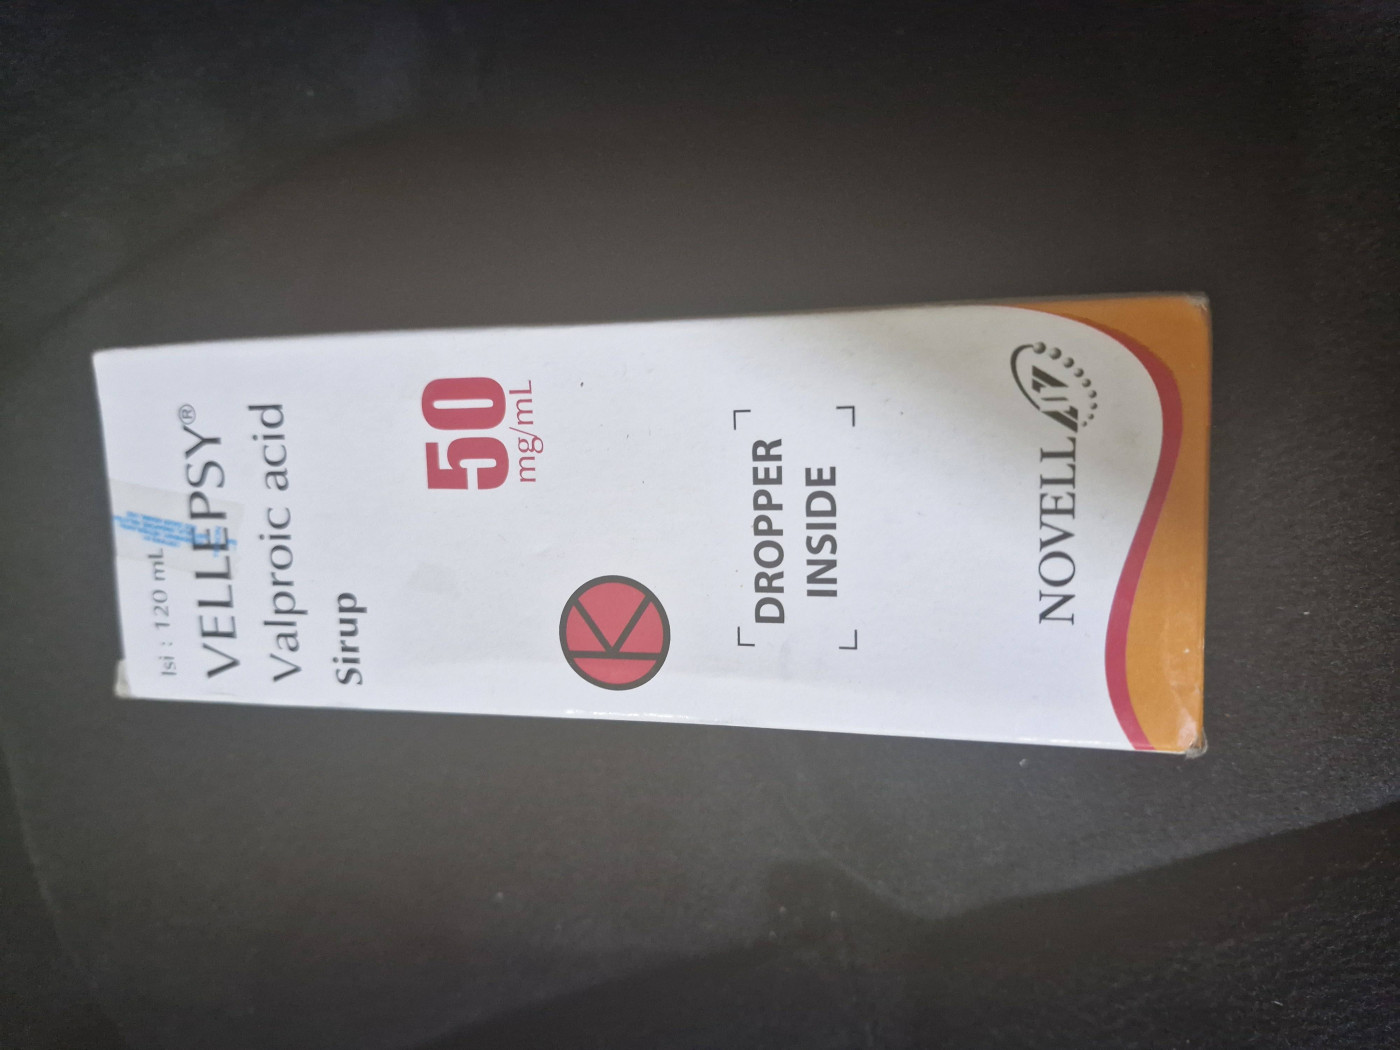 Isi : 120 mL
VELLEPSY®
Valproic acid
Sirup
50
mg/mL
K
DROPPER
INSIDE
NOVELL